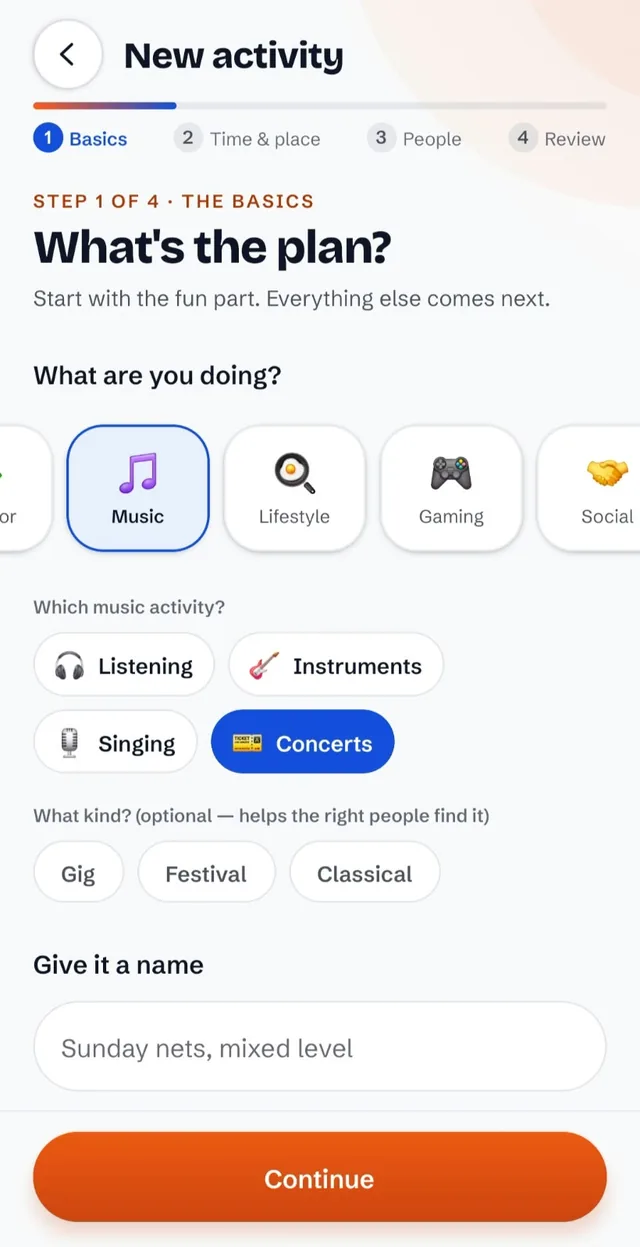 New activity
1 Basics 2 Time & place 3 People 4 Review
STEP 1 OF 4 · THE BASICS
What's the plan?
Start with the fun part. Everything else comes next.
What are you doing?
or Music Lifestyle Gaming Social
Which music activity?
Listening Instruments
Singing Concerts
What kind? (optional — helps the right people find it)
Gig Festival Classical
Give it a name
Sunday nets, mixed level
Continue